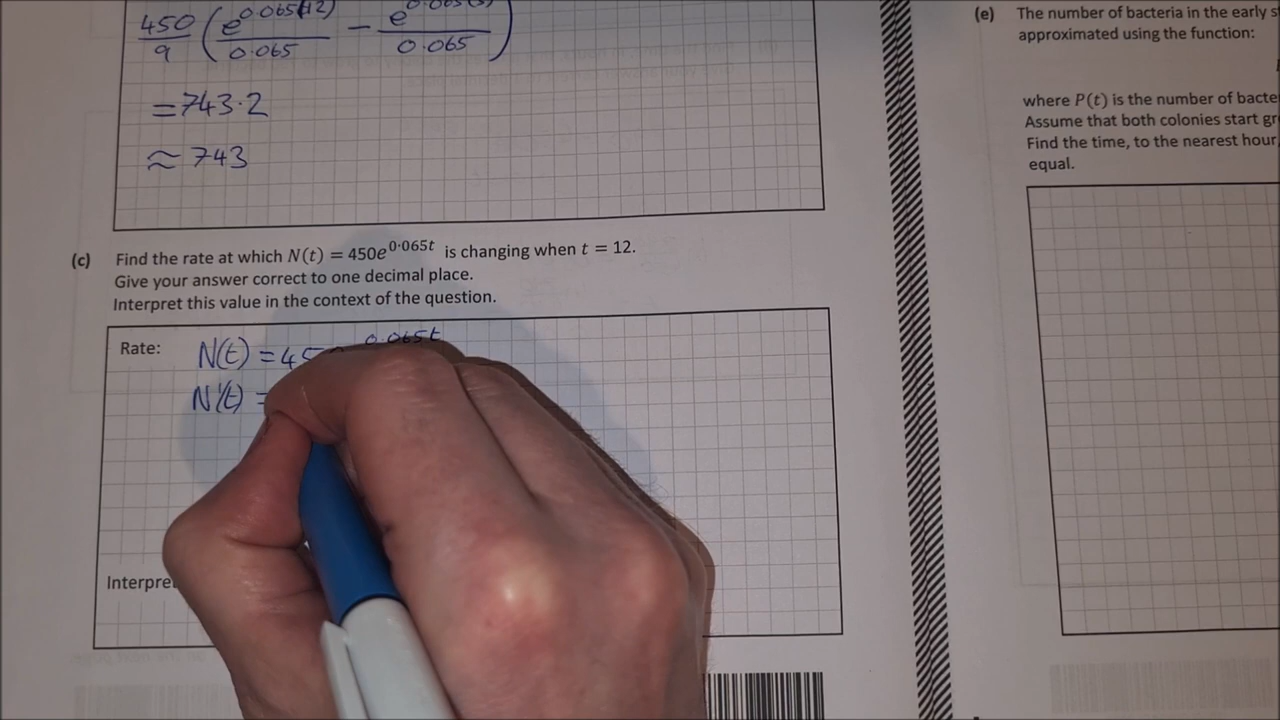 450/9 (e^0.065(12)/0.065 − e^0.065( )/0.065)
=743·2
≈ 743
(c) Find the rate at which N(t) = 450e^0·065t is changing when t = 12.
Give your answer correct to one decimal place.
Interpret this value in the context of the question.
Rate: N(t) = 45 0.065t
N'(t) =
Interpre
(e) The number of bacteria in the early s
approximated using the function:
where P(t) is the number of bacte
Assume that both colonies start gr
Find the time, to the nearest hour,
equal.